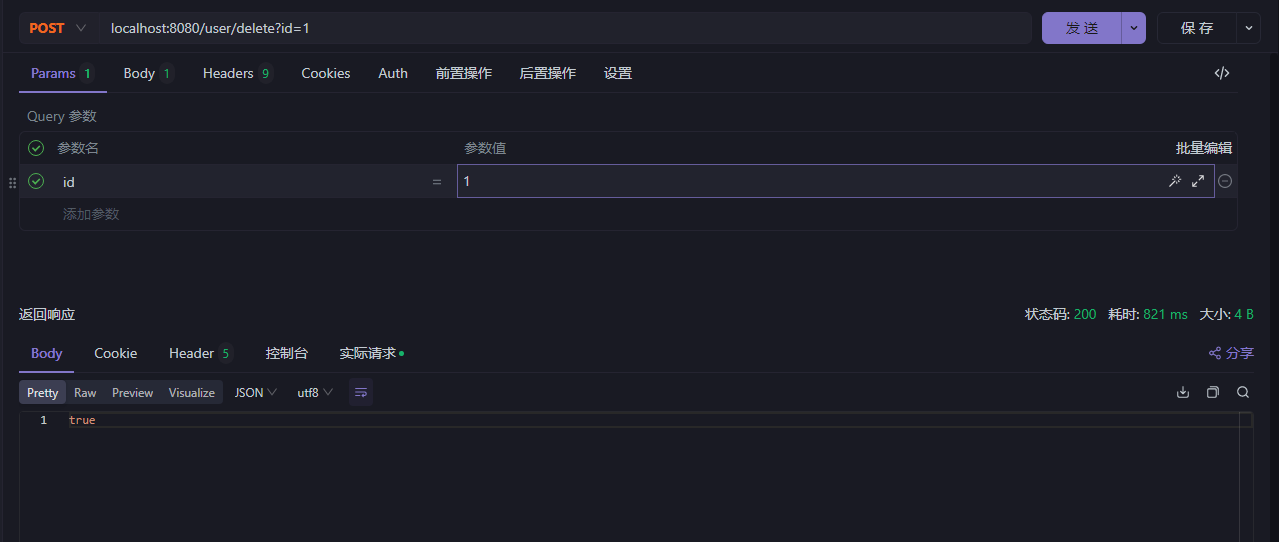 POST localhost:8080/user/delete?id=1 发 送 保 存
Params 1 Body 1 Headers 9 Cookies Auth 前置操作 后置操作 设置
Query 参数
参数名 参数值 批量编辑
id = 1
添加参数
返回响应 状态码: 200 耗时: 821 ms 大小: 4 B
Body Cookie Header 5 控制台 实际请求 分享
Pretty Raw Preview Visualize JSON utf8
1 true